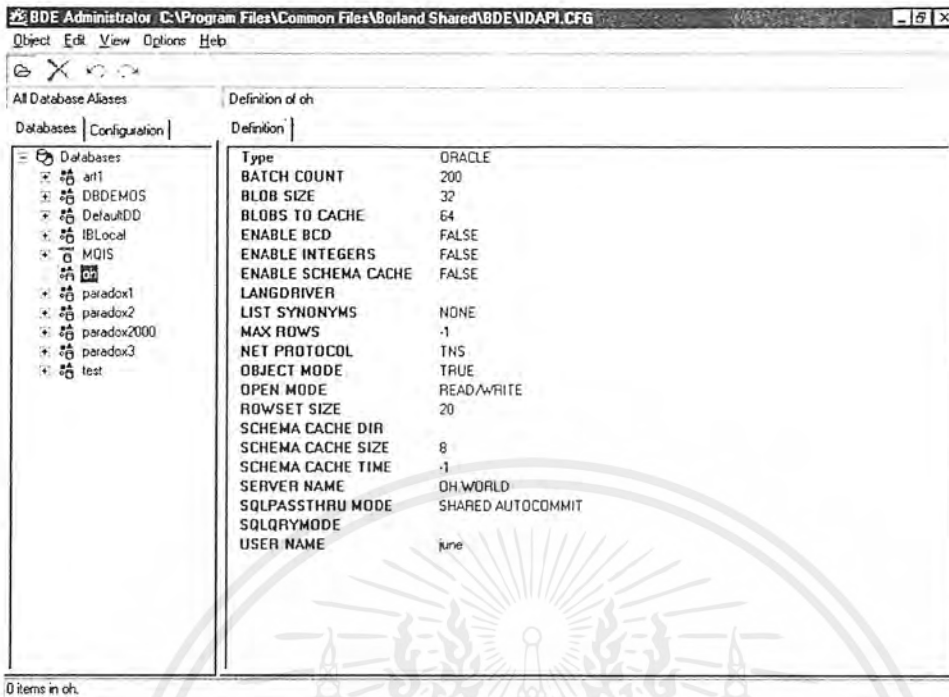 BDE Administrator C:\Program Files\Common Files\Borland Shared\BDE\IDAPI.CFG
Object Edit View Options Help
All Database Aliases
Definition of oh
Databases Configuration
Definition
Databases
art1
DBDEMOS
DefaultDD
IBLocal
MQIS
oh
paradox1
paradox2
paradox2000
paradox3
test
Type ORACLE
BATCH COUNT 200
BLOB SIZE 32
BLOBS TO CACHE 64
ENABLE BCD FALSE
ENABLE INTEGERS FALSE
ENABLE SCHEMA CACHE FALSE
LANGDRIVER
LIST SYNONYMS NONE
MAX ROWS -1
NET PROTOCOL TNS
OBJECT MODE TRUE
OPEN MODE READ/WRITE
ROWSET SIZE 20
SCHEMA CACHE DIR
SCHEMA CACHE SIZE 8
SCHEMA CACHE TIME -1
SERVER NAME OH.WORLD
SQLPASSTHRU MODE SHARED AUTOCOMMIT
SQLQRYMODE
USER NAME june
0 items in oh.